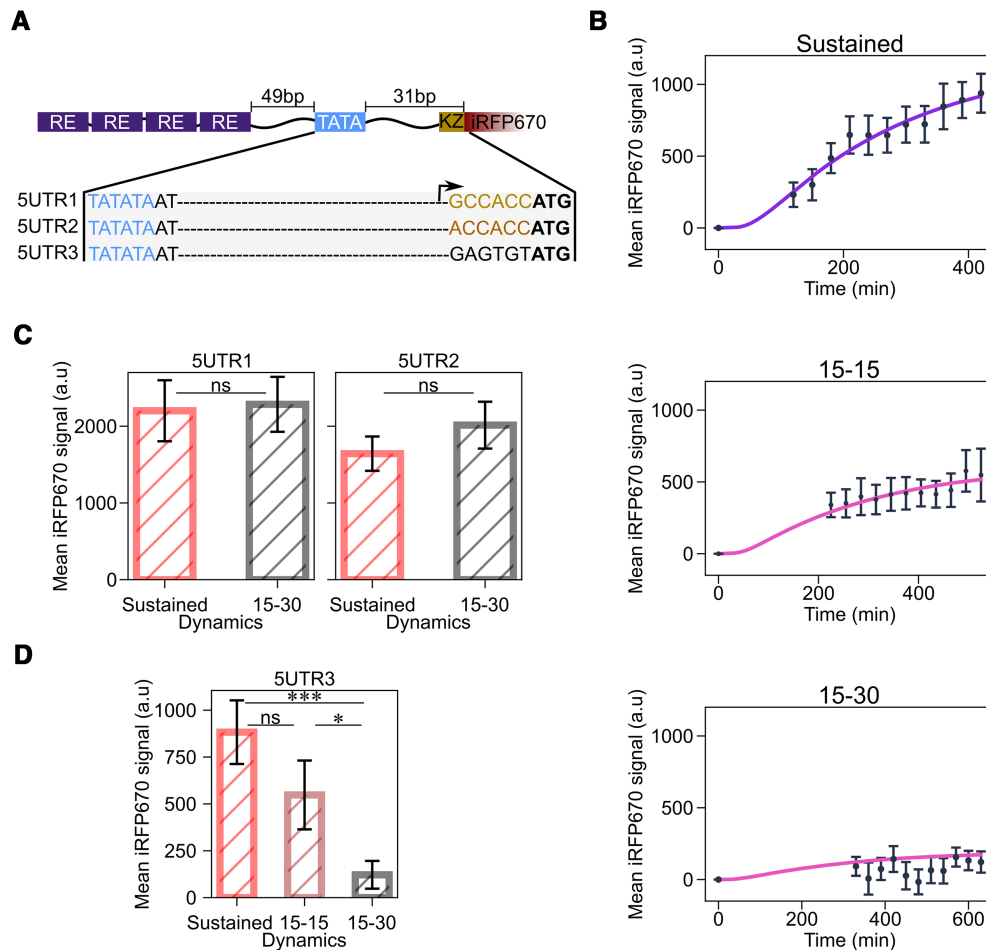 A
49bp 31bp
RE RE RE RE TATA KZ iRFP670
5UTR1 TATATAAT GCCACCATG
5UTR2 TATATAAT ACCACCATG
5UTR3 TATATAAT GAGTGTATG
B
Sustained
Mean iRFP670 signal (a.u)
1000
500
0
0 200 400
Time (min)
15-15
Mean iRFP670 signal (a.u)
1000
500
0
0 200 400
Time (min)
15-30
Mean iRFP670 signal (a.u)
1000
500
0
0 200 400 600
Time (min)
C
5UTR1 5UTR2
Mean iRFP670 signal (a.u)
ns ns
2000
1000
0
Sustained 15-30 Sustained 15-30
Dynamics Dynamics
D
5UTR3
Mean iRFP670 signal (a.u)
***
ns *
1000
750
500
250
0
Sustained 15-15 15-30
Dynamics